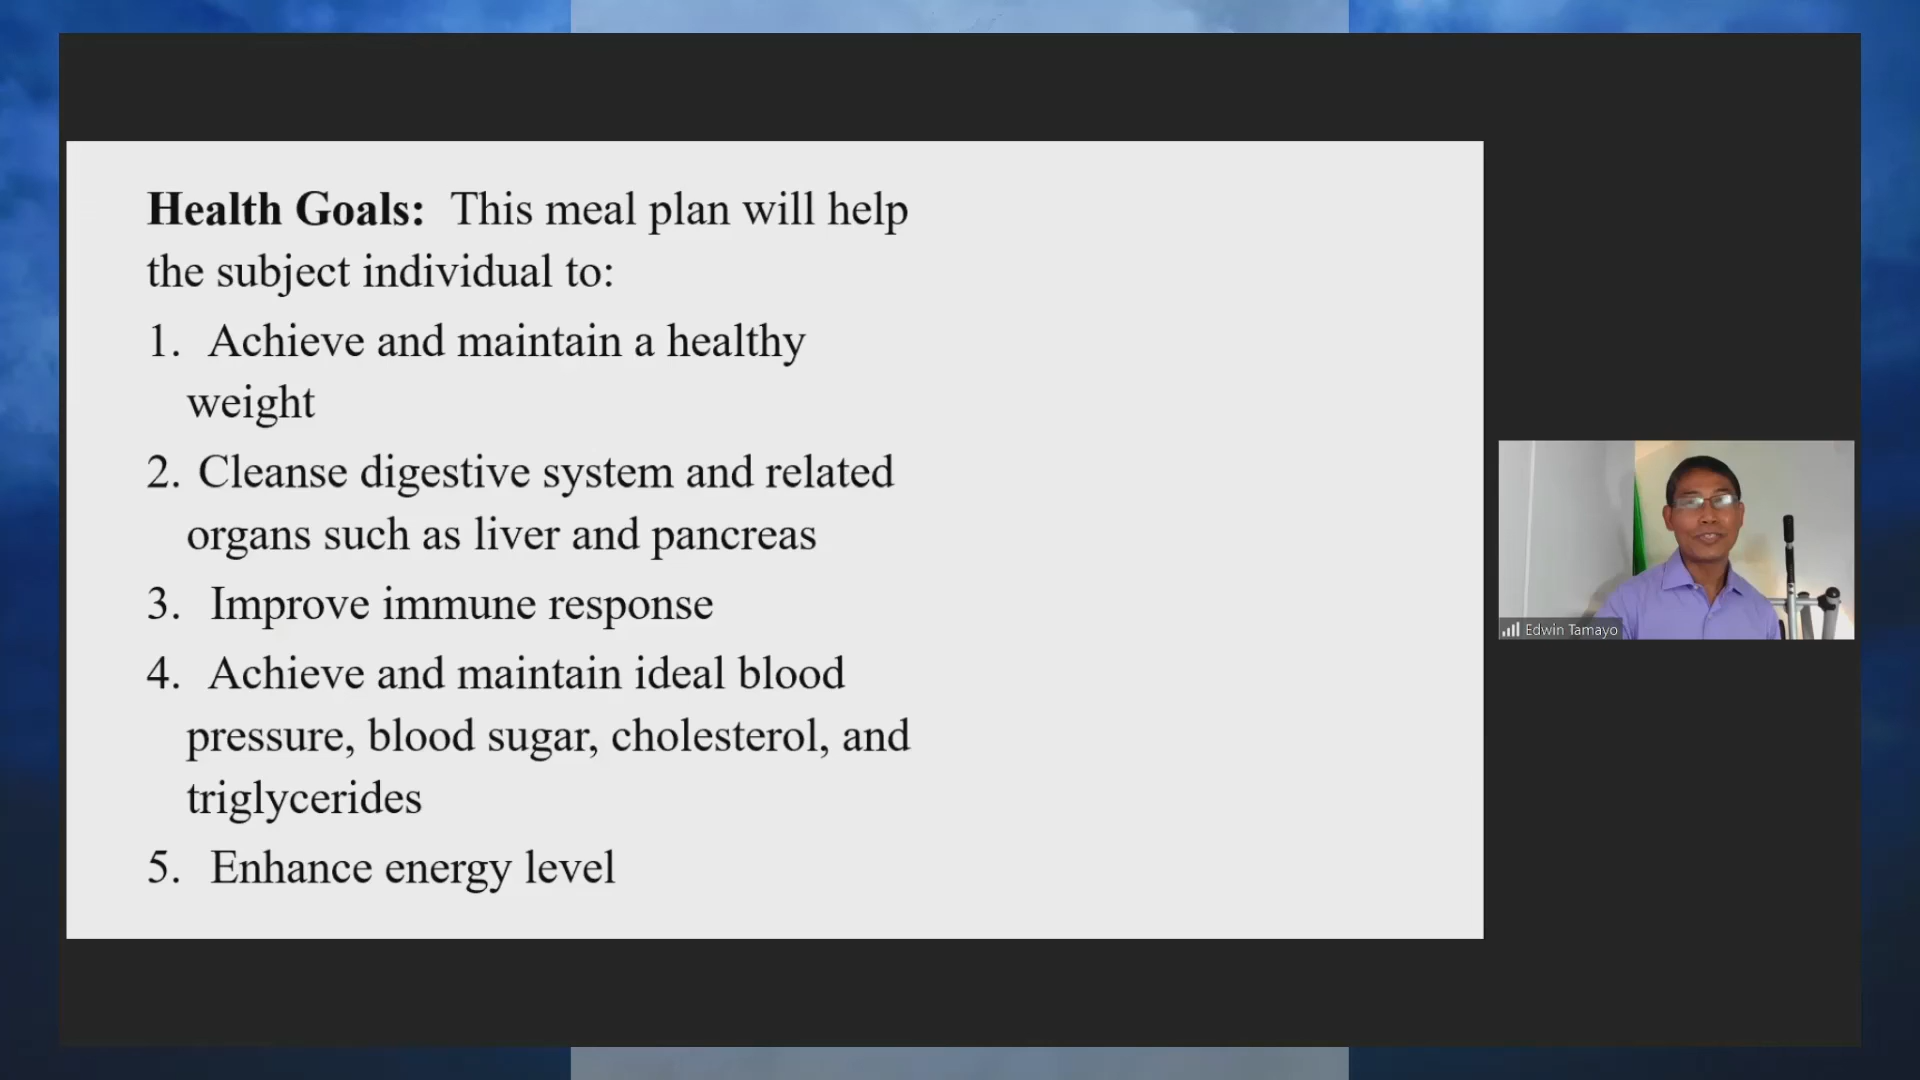 Health Goals: This meal plan will help
the subject individual to:
1. Achieve and maintain a healthy
weight
2. Cleanse digestive system and related
organs such as liver and pancreas
3. Improve immune response
4. Achieve and maintain ideal blood
pressure, blood sugar, cholesterol, and
triglycerides
5. Enhance energy level
Edwin Tamayo